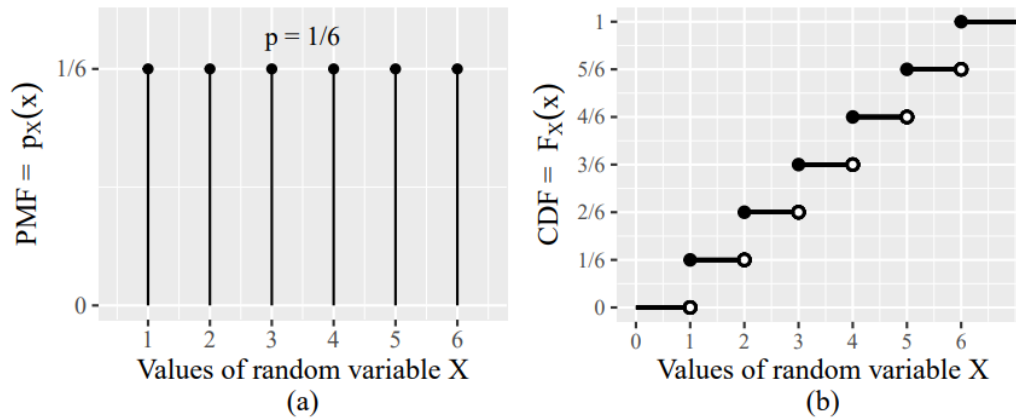 p = 1/6
1/6
0
PMF = pX(x)
1 2 3 4 5 6
Values of random variable X
(a)
1
5/6
4/6
3/6
2/6
1/6
0
CDF = FX(x)
0 1 2 3 4 5 6
Values of random variable X
(b)